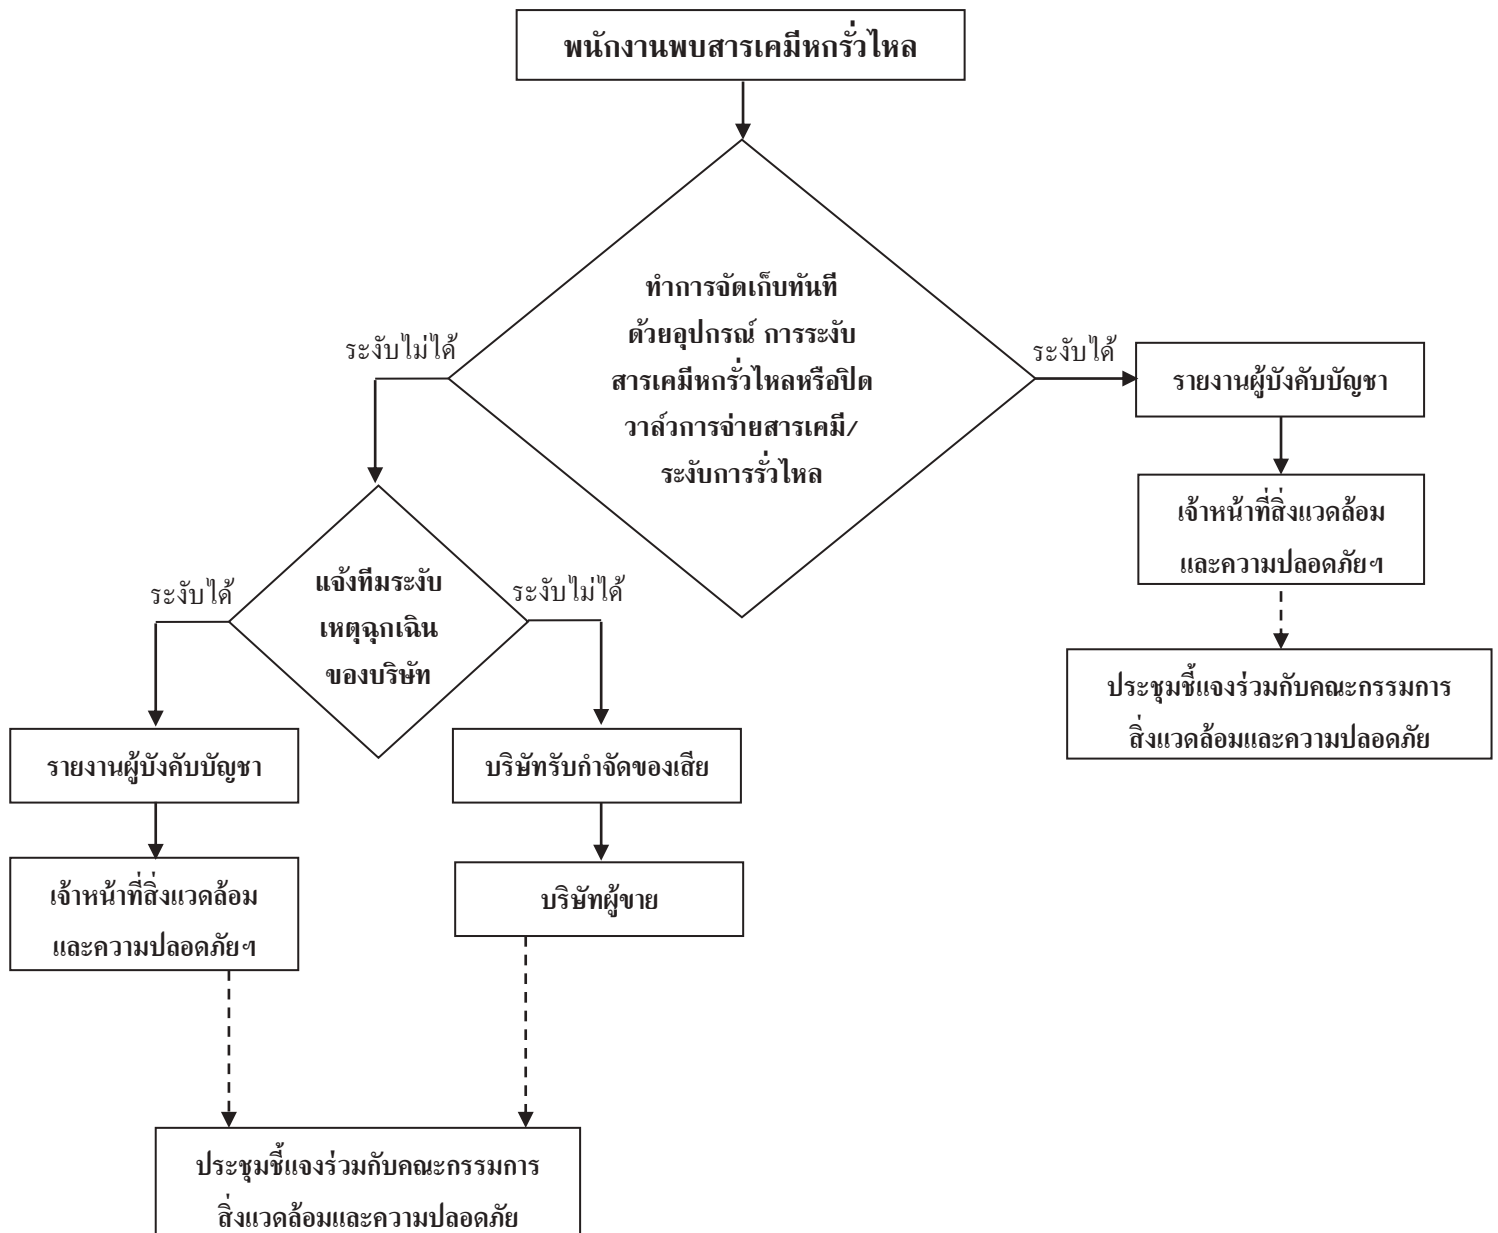 พนักงานพบสารเคมีหกรั่วไหล
ทำการจัดเก็บทันที
ด้วยอุปกรณ์ การระงับ
สารเคมีหกรั่วไหลหรือปิด
วาล์วการจ่ายสารเคมี/
ระงับการรั่วไหล
ระงับไม่ได้
ระงับได้
รายงานผู้บังคับบัญชา
เจ้าหน้าที่สิ่งแวดล้อม
และความปลอดภัยฯ
ประชุมชี้แจงร่วมกับคณะกรรมการ
สิ่งแวดล้อมและความปลอดภัย
แจ้งทีมระงับ
เหตุฉุกเฉิน
ของบริษัท
ระงับได้
ระงับไม่ได้
รายงานผู้บังคับบัญชา
บริษัทรับกำจัดของเสีย
เจ้าหน้าที่สิ่งแวดล้อม
และความปลอดภัยฯ
บริษัทผู้ขาย
ประชุมชี้แจงร่วมกับคณะกรรมการ
สิ่งแวดล้อมและความปลอดภัย